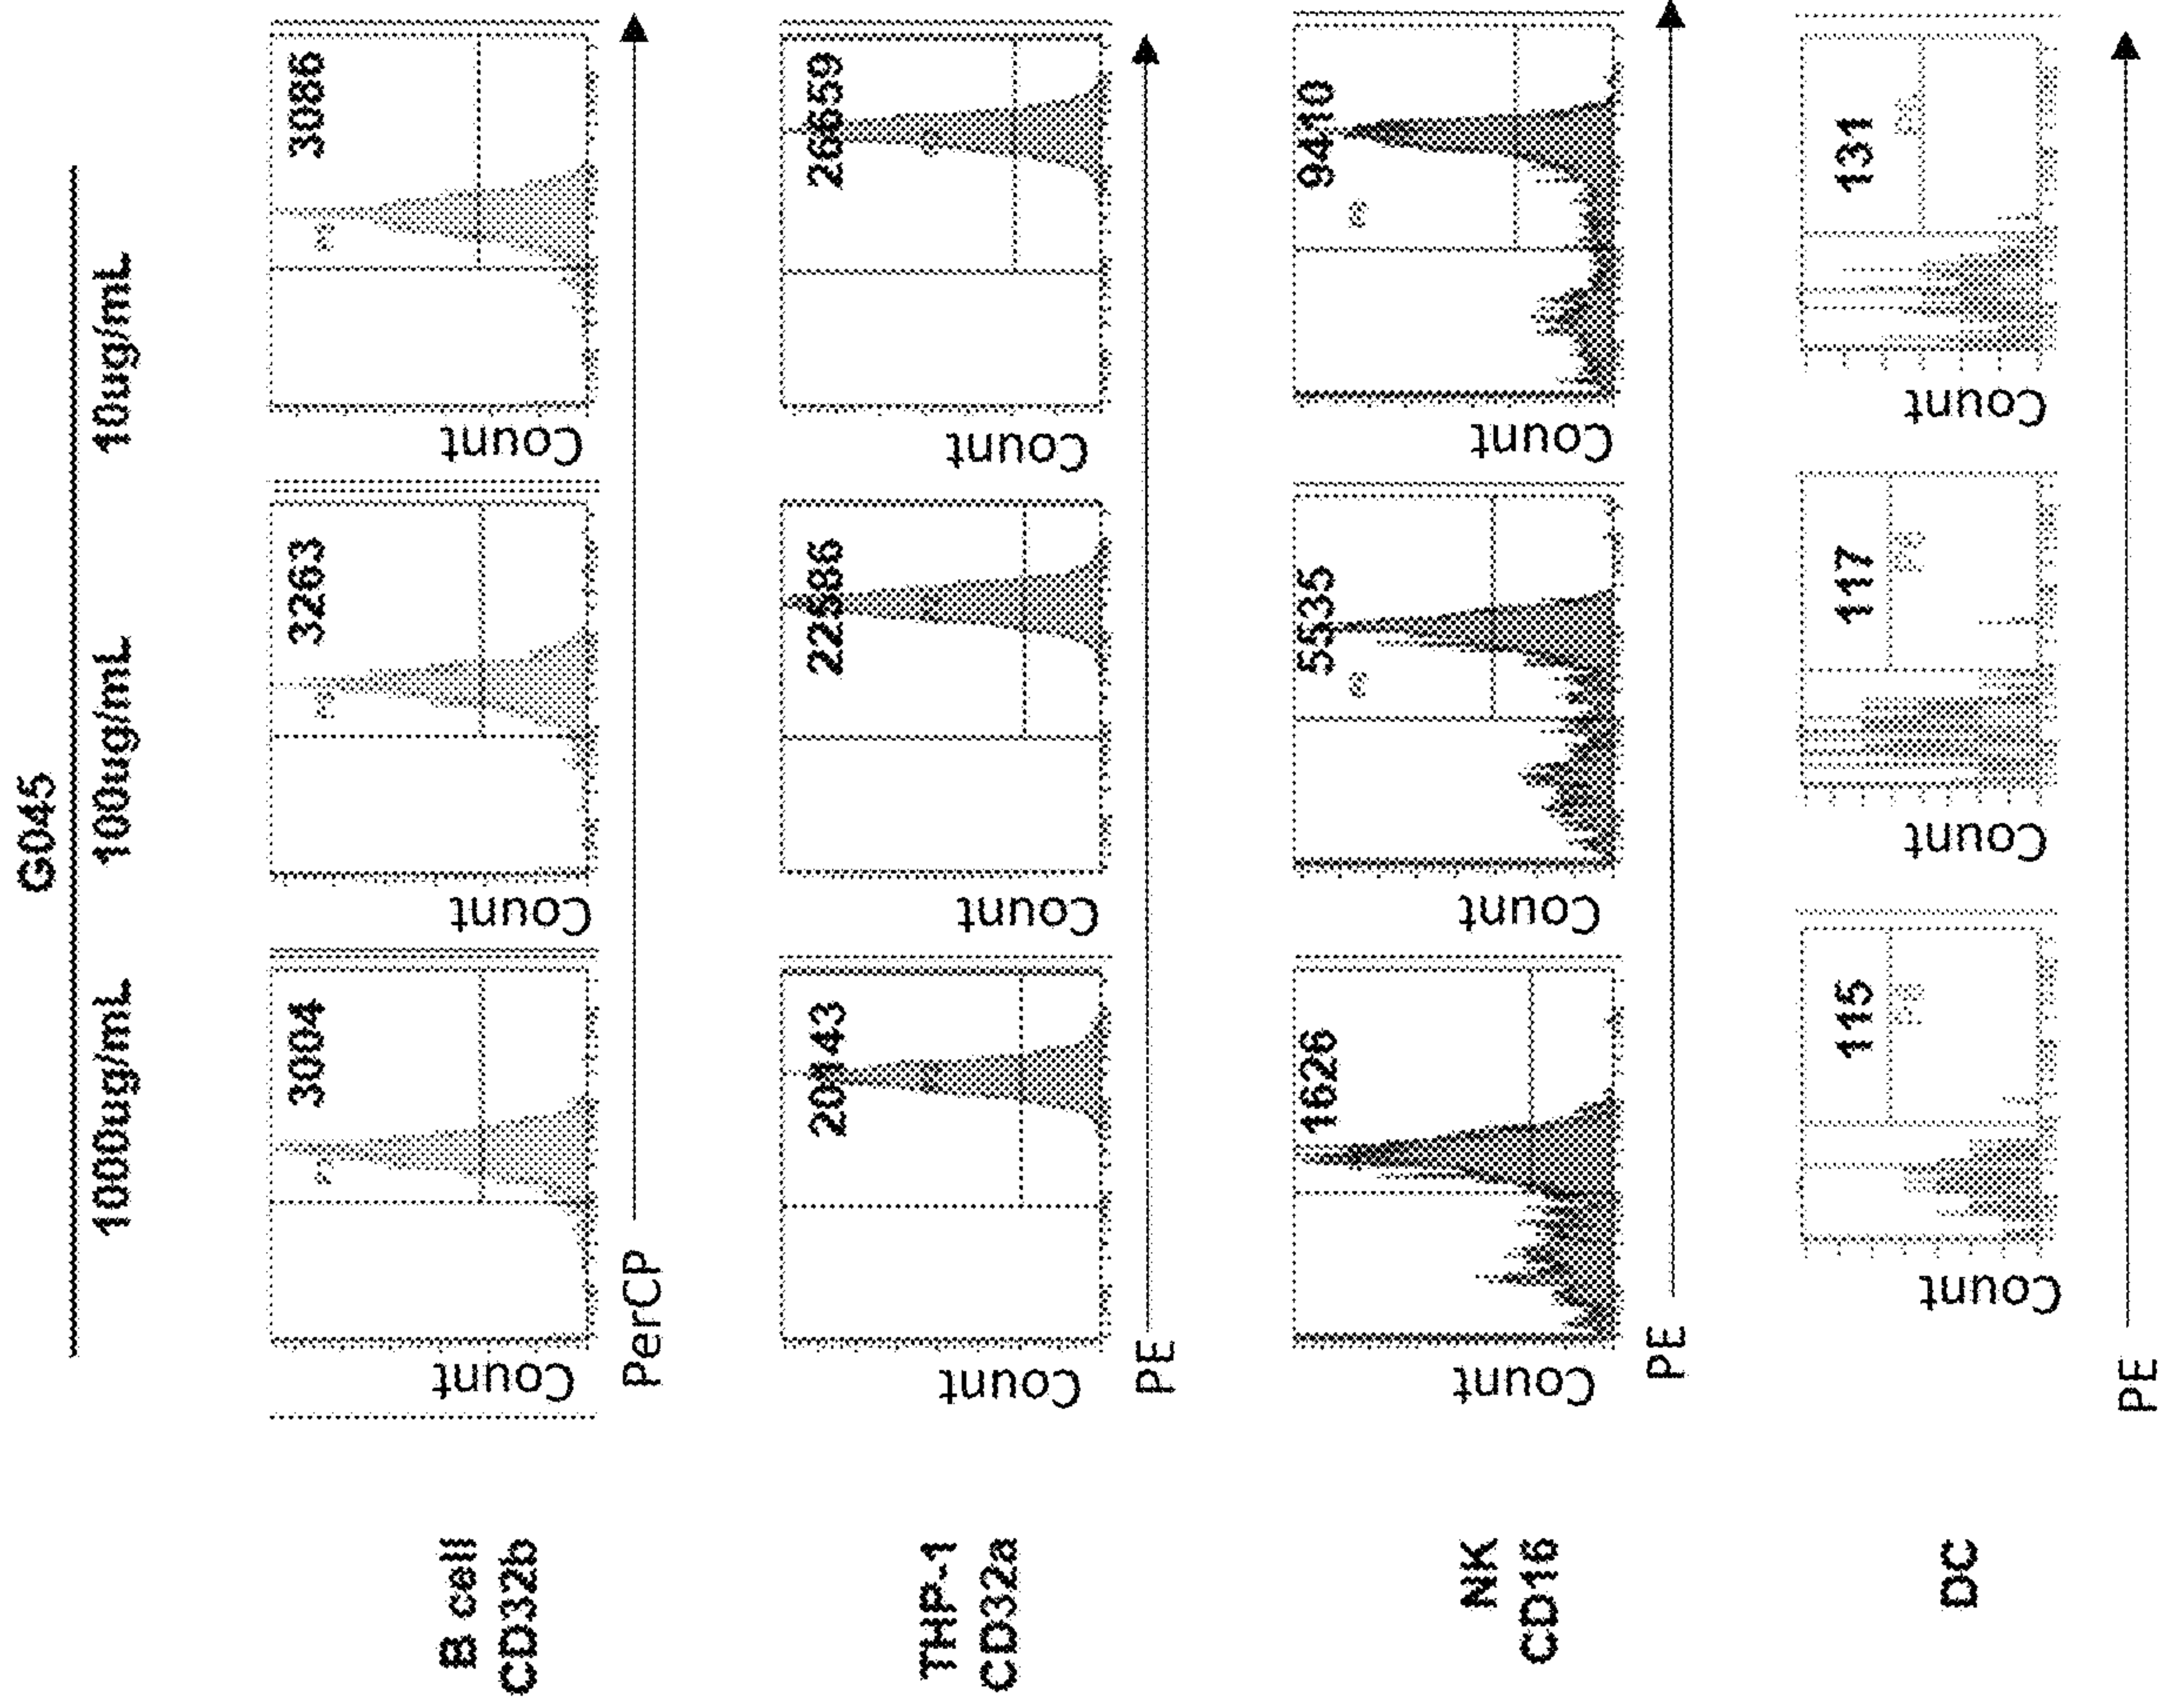 G045
1000ug/mL 100ug/mL 10ug/mL
B cell
CD32b
3004 3263 3086
Count Count Count
PerCP
THP-1
CD32a
20143 22586 26659
Count Count Count
PE
NK
CD16
1626 5535 9410
Count Count Count
PE
DC
115 117 131
Count Count Count
PE